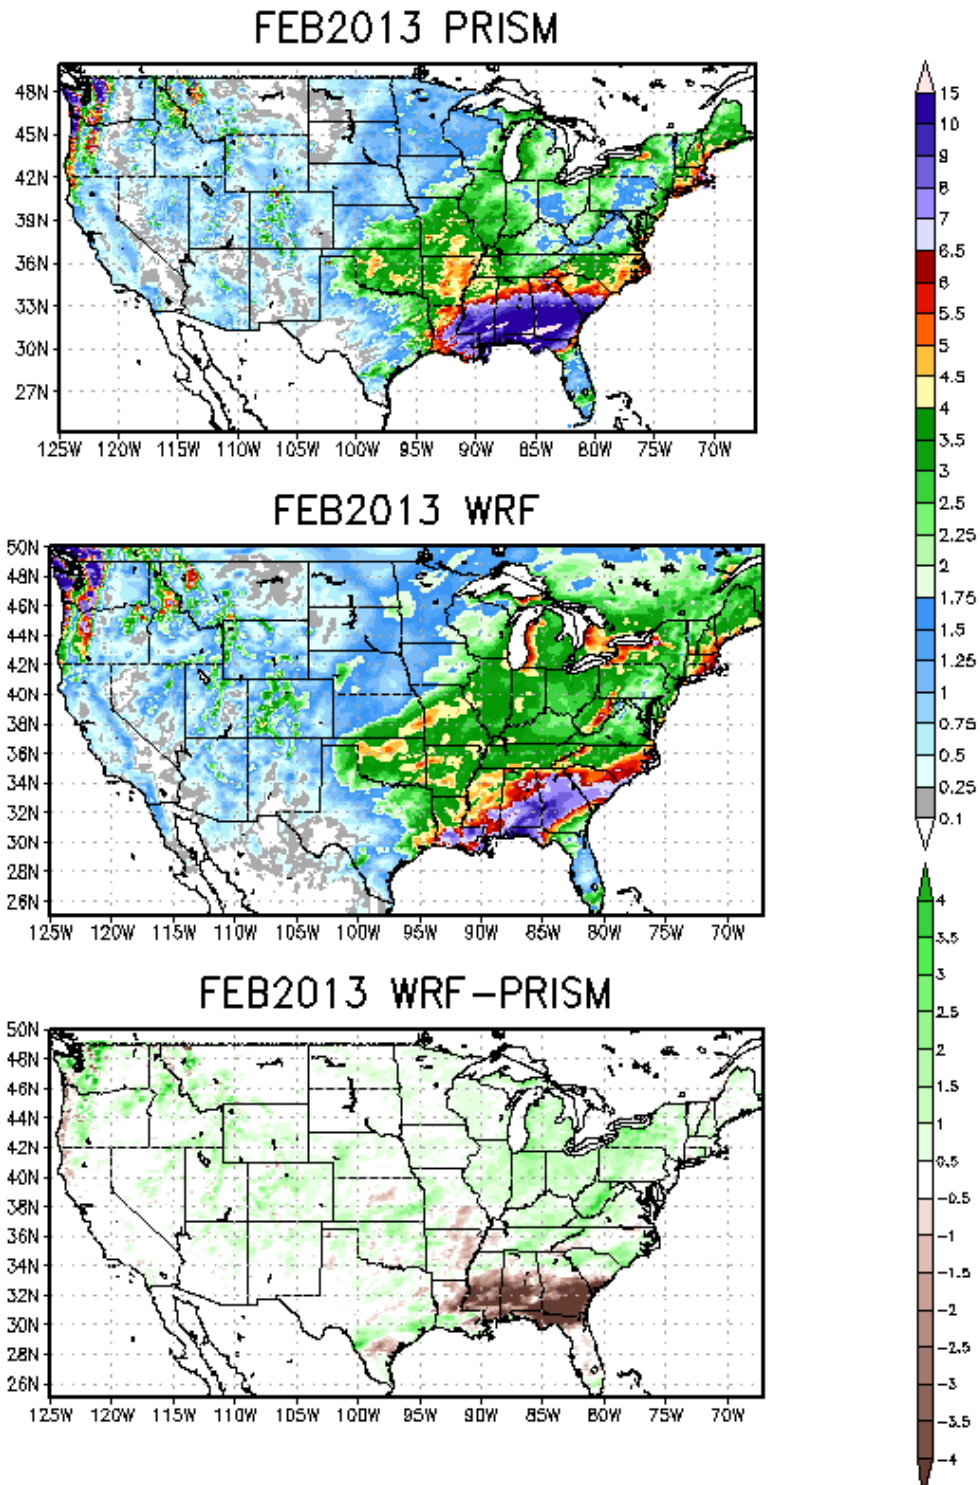 FEB2013 PRISM
48N
45N
42N
39N
36N
33N
30N
27N
125W 120W 115W 110W 105W 100W 95W 90W 85W 80W 75W 70W
FEB2013 WRF
50N
48N
46N
44N
42N
40N
38N
36N
34N
32N
30N
28N
26N
125W 120W 115W 110W 105W 100W 95W 90W 85W 80W 75W 70W
FEB2013 WRF-PRISM
50N
48N
46N
44N
42N
40N
38N
36N
34N
32N
30N
28N
26N
125W 120W 115W 110W 105W 100W 95W 90W 85W 80W 75W 70W
15
10
9
8
7
6.5
6
5
4.5
4
3.5
3
2.5
2.25
2
1.75
1.5
1.25
1
0.75
0.5
0.25
0.1
4
3.5
3
2.5
2
1.5
1
0.5
-0.5
-1
-1.5
-2
-2.5
-3
-3.5
-4